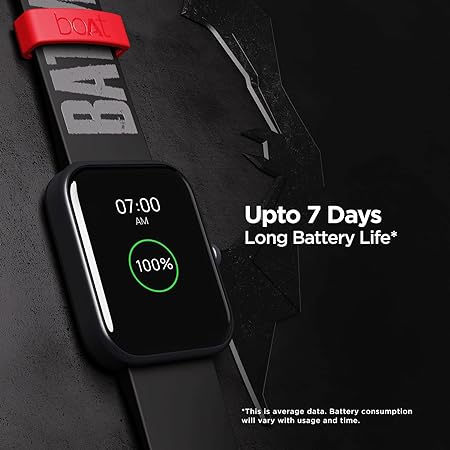 boAt
BAT
07:00
AM
100%
Upto 7 Days
Long Battery Life*
*This is average data. Battery consumption
will vary with usage and time.